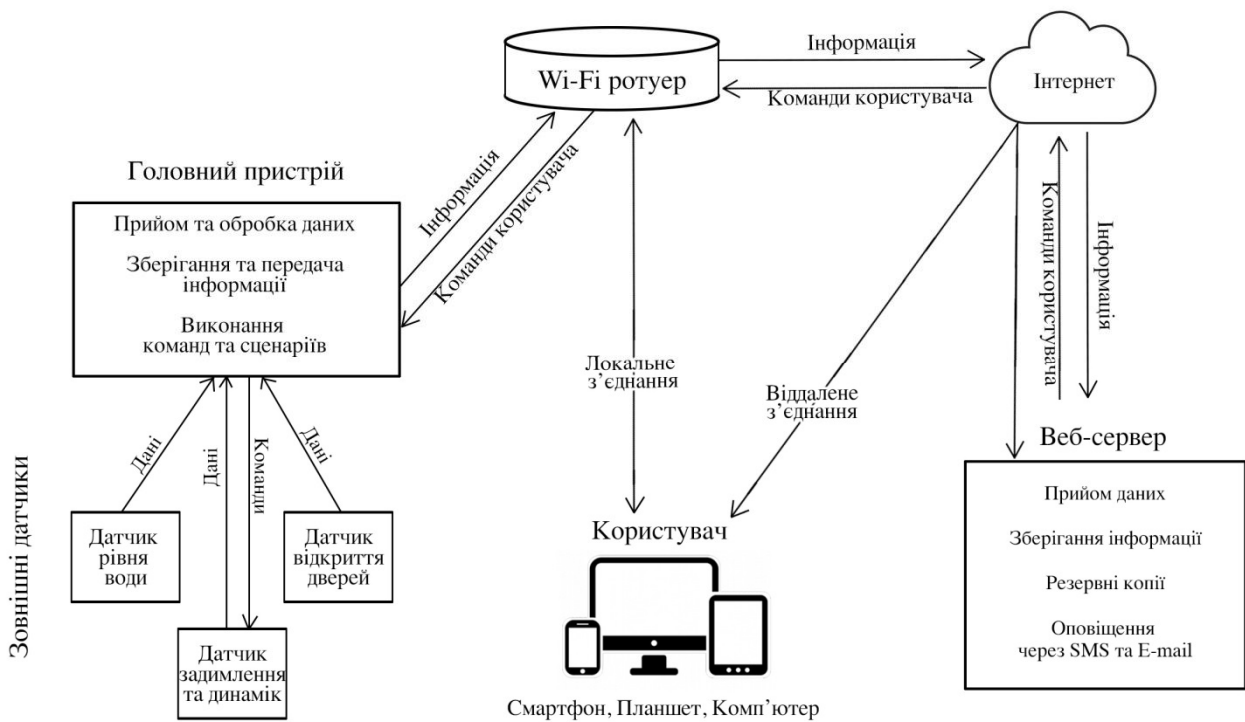 Wi-Fi ротуер
Інформація
Команди користувача
Інтернет
Головний пристрій
Прийом та обробка даних
Зберігання та передача
інформації
Виконання
команд та сценаріїв
Інформація
Команди користувача
Локальне
з’єднання
Віддалене
з’єднання
Команди користувача
Інформація
Веб-сервер
Прийом даних
Зберігання інформації
Резервні копії
Оповіщення
через SMS та E-mail
Зовнішні датчики
Дані
Дані
Команди
Дані
Датчик
рівня
води
Датчик
відкриття
дверей
Датчик
задимлення
та динамік
Користувач
Смартфон, Планшет, Комп’ютер